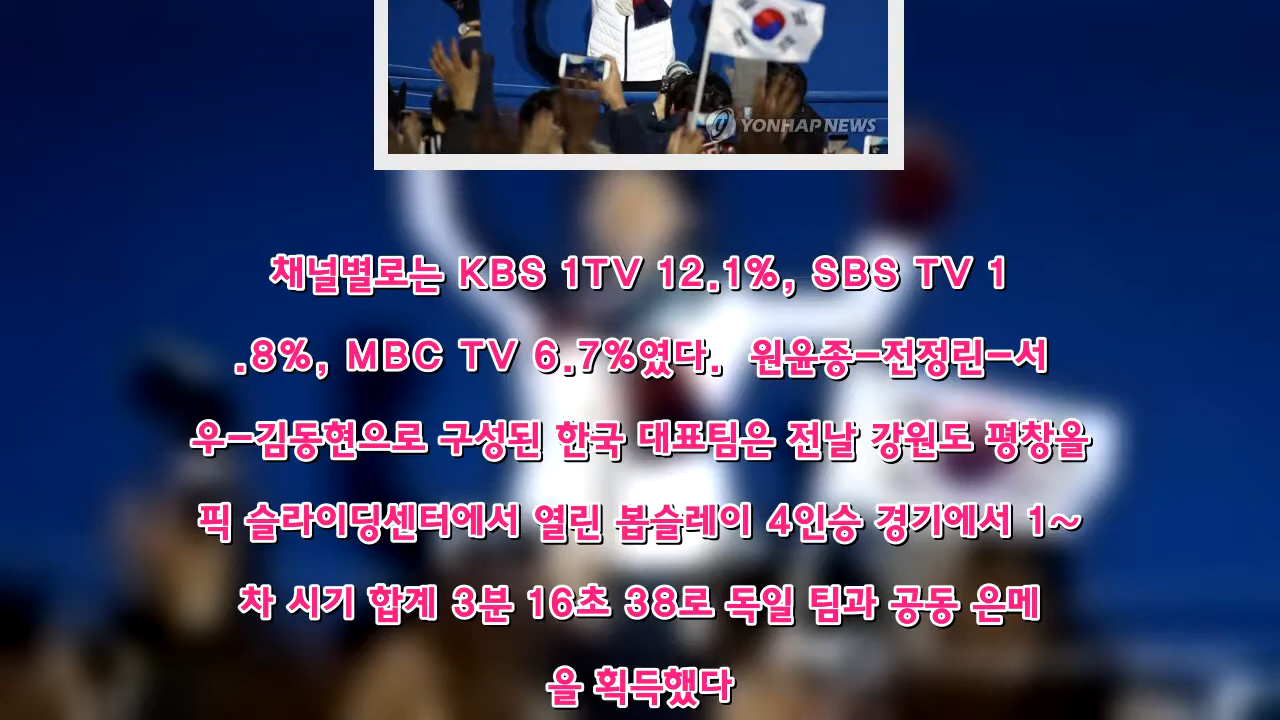 YONHAP NEWS
채널별로는 KBS 1TV 12.1%, SBS TV 1
.8%, MBC TV 6.7%였다. 원윤종-전정린-서
우-김동현으로 구성된 한국 대표팀은 전날 강원도 평창올
픽 슬라이딩센터에서 열린 봅슬레이 4인승 경기에서 1~
차 시기 합계 3분 16초 38로 독일 팀과 공동 은메
을 획득했다